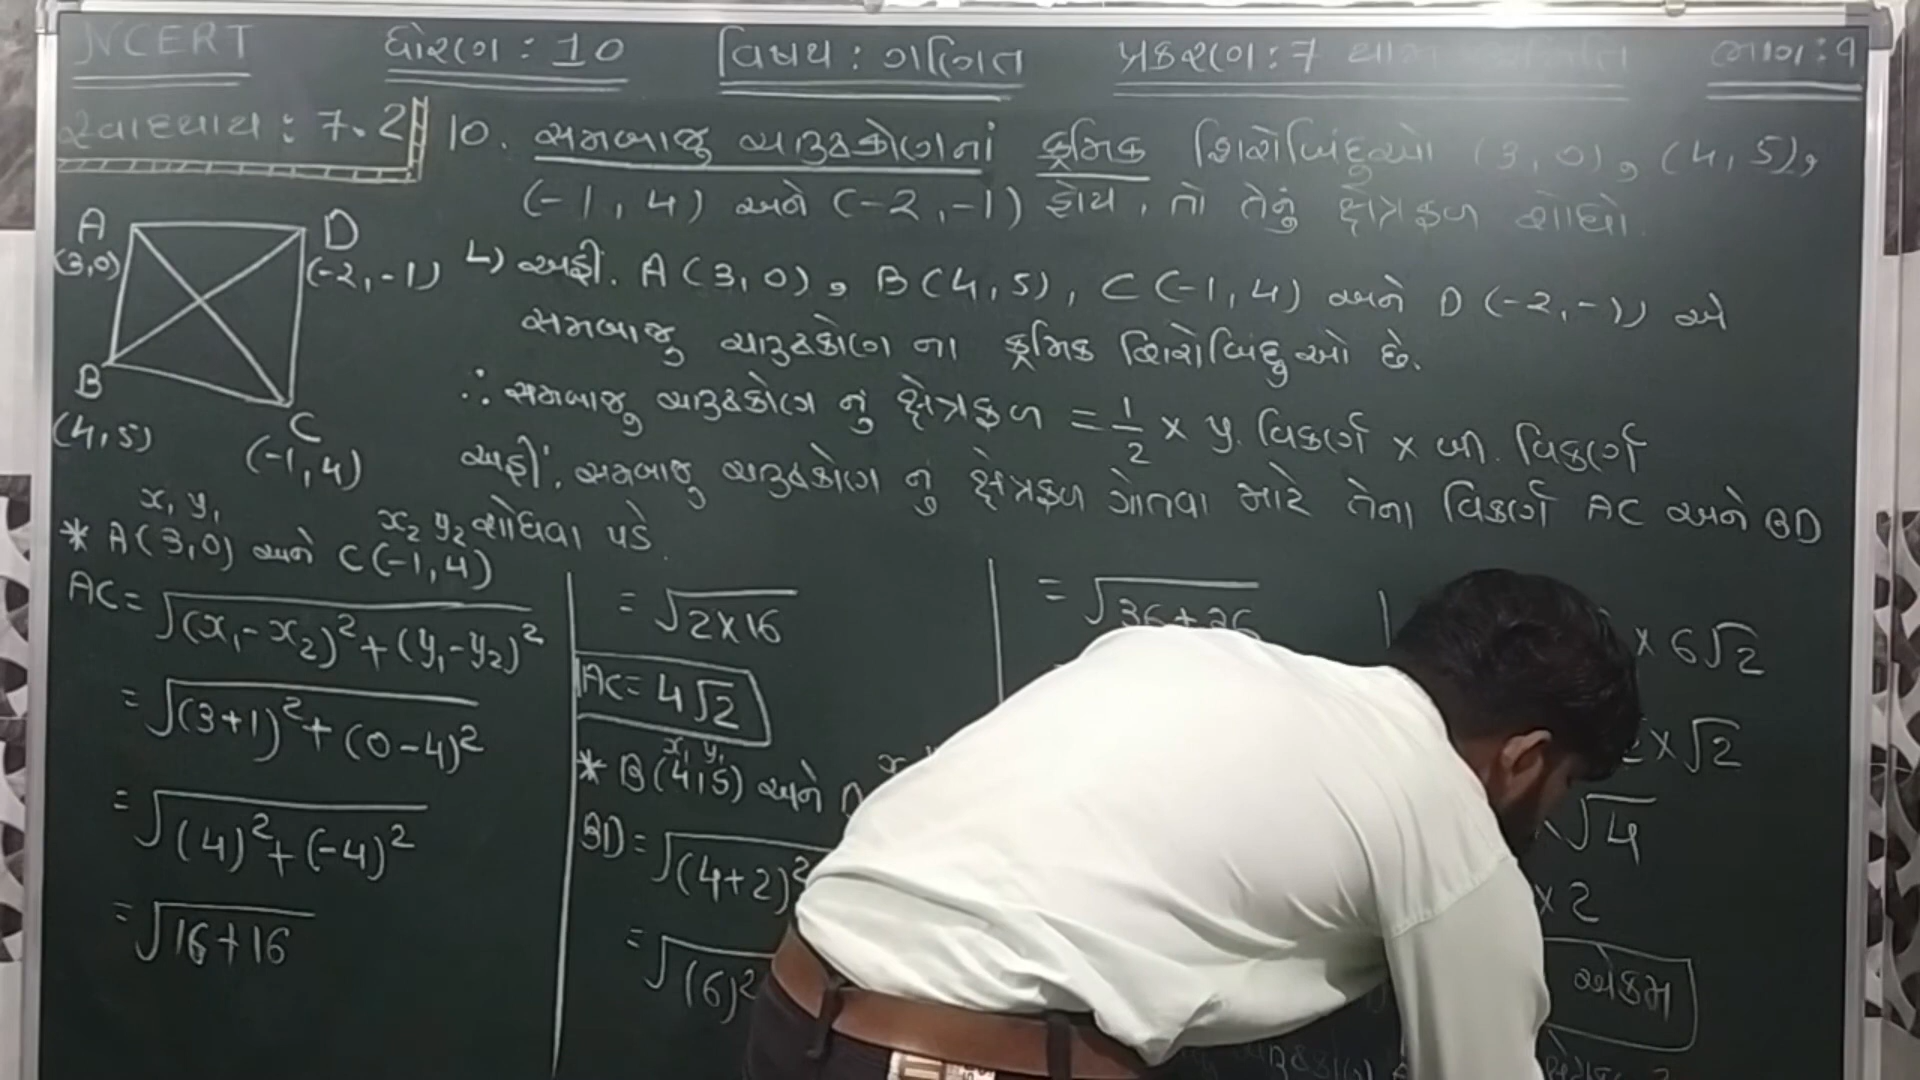 NCERT ધોરણ : 10 વિષય : ગણિત પ્રકરણ : 7 ભાગ : 9
સ્વાધ્યાય : 7.2
10. સમબાજુ ચતુષ્કોણનાં ક્રમિક શિરોબિંદુઓ (3, 0), (4, 5),
(-1, 4) અને (-2, -1) હોય, તો તેનું ક્ષેત્રફળ શોધો.
A D
(3,0) (-2,-1)
B C
(4,5) (-1,4)
↳) અહીં. A (3, 0), B (4, 5), C (-1, 4) અને D (-2, -1) એ
સમબાજુ ચતુષ્કોણ ના ક્રમિક શિરોબિંદુઓ છે.
∴ સમબાજુ ચતુષ્કોણ નું ક્ષેત્રફળ = 1/2 × પ્ર. વિકર્ણ × બી. વિકર્ણ
અહીં, સમબાજુ ચતુષ્કોણ નું ક્ષેત્રફળ ગોતવા માટે તેના વિકર્ણ AC અને BD
શોધવા પડે.
x₁ y₁ x₂ y₂
* A(3,0) અને C(-1,4)
AC = √(x₁-x₂)²+(y₁-y₂)²
= √(3+1)²+(0-4)²
= √(4)²+(-4)²
= √16+16
= √2×16
AC = 4√2
x₁ y₁
* B(4,5) અને
BD = √(4+2)²
= √(6)²
= √36+36
× 6√2
×√2
√4
× 2
એકમ